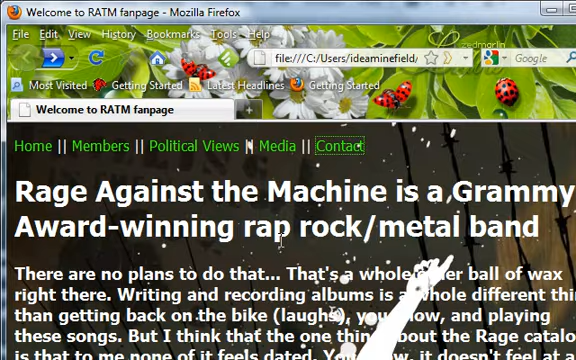 Welcome to RATM fanpage - Mozilla Firefox
File Edit View History Bookmarks Tools Help
file:///C:/Users/ideaminefield/ Google
Most Visited Getting Started Latest Headlines Getting Started
Welcome to RATM fanpage
Home || Members || Political Views || Media || Contact
Rage Against the Machine is a Grammy
Award-winning rap rock/metal band
There are no plans to do that... That's a whole other ball of wax
right there. Writing and recording albums is a whole different thing
than getting back on the bike (laughs), you know, and playing
these songs. But I think that the one thing about the Rage catalo
is that to me none of it feels dated. You know, it doesn't feel at